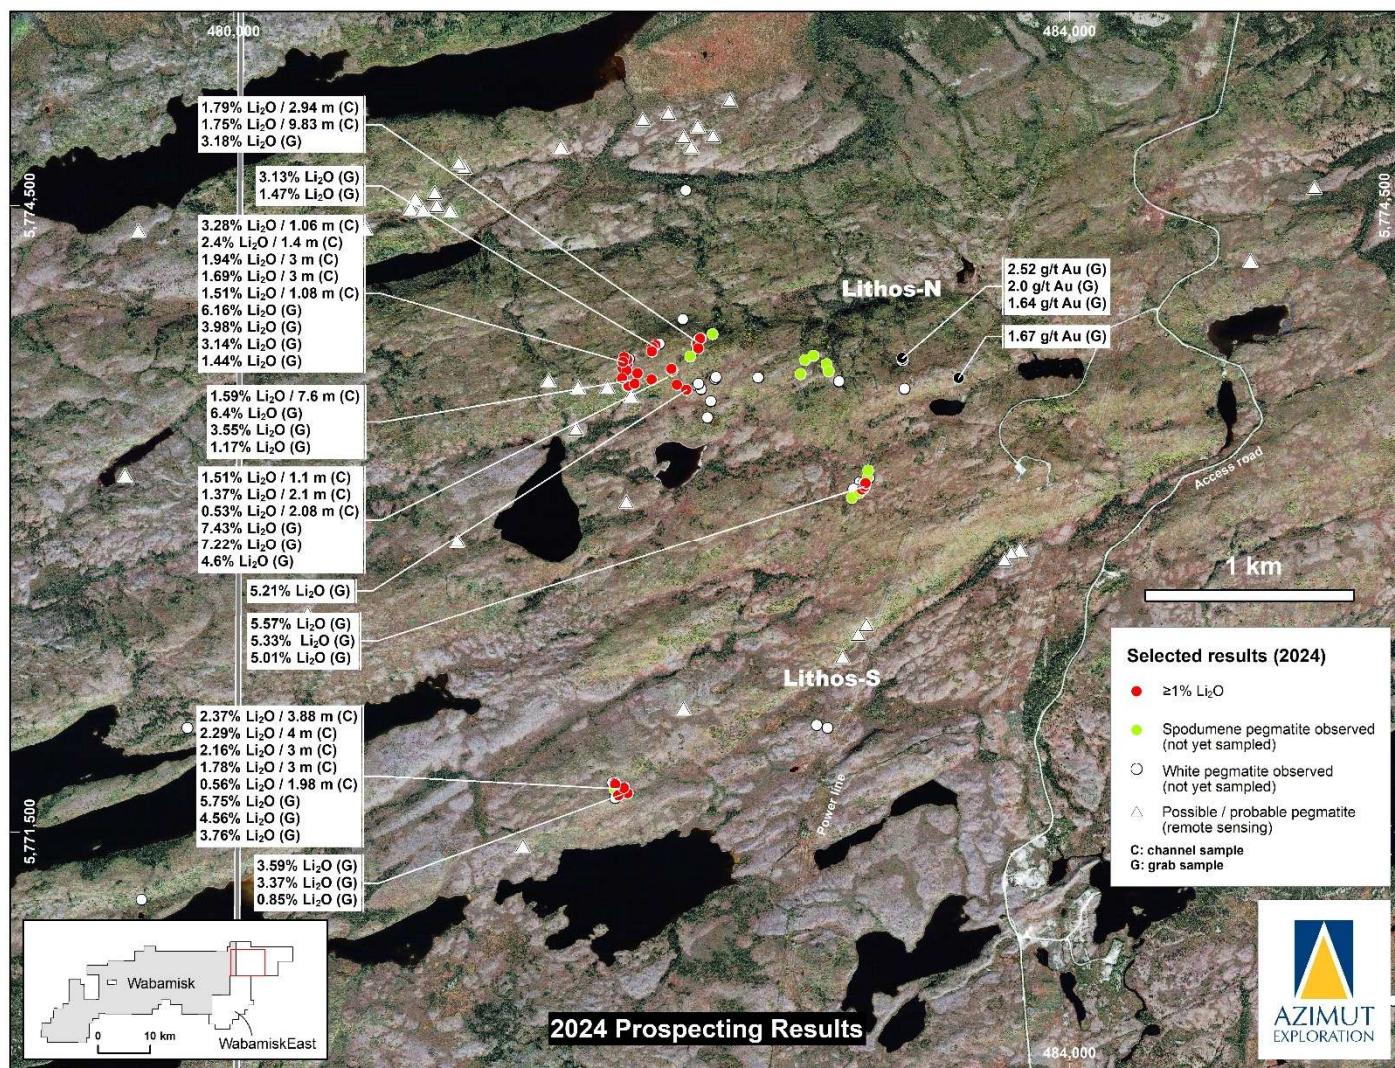 480,000
484,000
1.79% Li₂O / 2.94 m (C)
1.75% Li₂O / 9.83 m (C)
3.18% Li₂O (G)
3.13% Li₂O (G)
1.47% Li₂O (G)
5,774,500
5,774,500
3.28% Li₂O / 1.06 m (C)
2.4% Li₂O / 1.4 m (C)
1.94% Li₂O / 3 m (C)
1.69% Li₂O / 3 m (C)
1.51% Li₂O / 1.08 m (C)
6.16% Li₂O (G)
3.98% Li₂O (G)
3.14% Li₂O (G)
1.44% Li₂O (G)
Lithos-N
2.52 g/t Au (G)
2.0 g/t Au (G)
1.64 g/t Au (G)
1.67 g/t Au (G)
1.59% Li₂O / 7.6 m (C)
6.4% Li₂O (G)
3.55% Li₂O (G)
1.17% Li₂O (G)
1.51% Li₂O / 1.1 m (C)
1.37% Li₂O / 2.1 m (C)
0.53% Li₂O / 2.08 m (C)
7.43% Li₂O (G)
7.22% Li₂O (G)
4.6% Li₂O (G)
Access road
5.21% Li₂O (G)
5.57% Li₂O (G)
5.33% Li₂O (G)
5.01% Li₂O (G)
1 km
Lithos-S
Selected results (2024)
≥1% Li₂O
Spodumene pegmatite observed
(not yet sampled)
White pegmatite observed
(not yet sampled)
Possible / probable pegmatite
(remote sensing)
C: channel sample
G: grab sample
2.37% Li₂O / 3.88 m (C)
2.29% Li₂O / 4 m (C)
2.16% Li₂O / 3 m (C)
1.78% Li₂O / 3 m (C)
0.56% Li₂O / 1.98 m (C)
5.75% Li₂O (G)
4.56% Li₂O (G)
3.76% Li₂O (G)
Power line
5,771,500
3.59% Li₂O (G)
3.37% Li₂O (G)
0.85% Li₂O (G)
Wabamisk
0 10 km
WabamiskEast
2024 Prospecting Results
484,000
AZIMUT
EXPLORATION